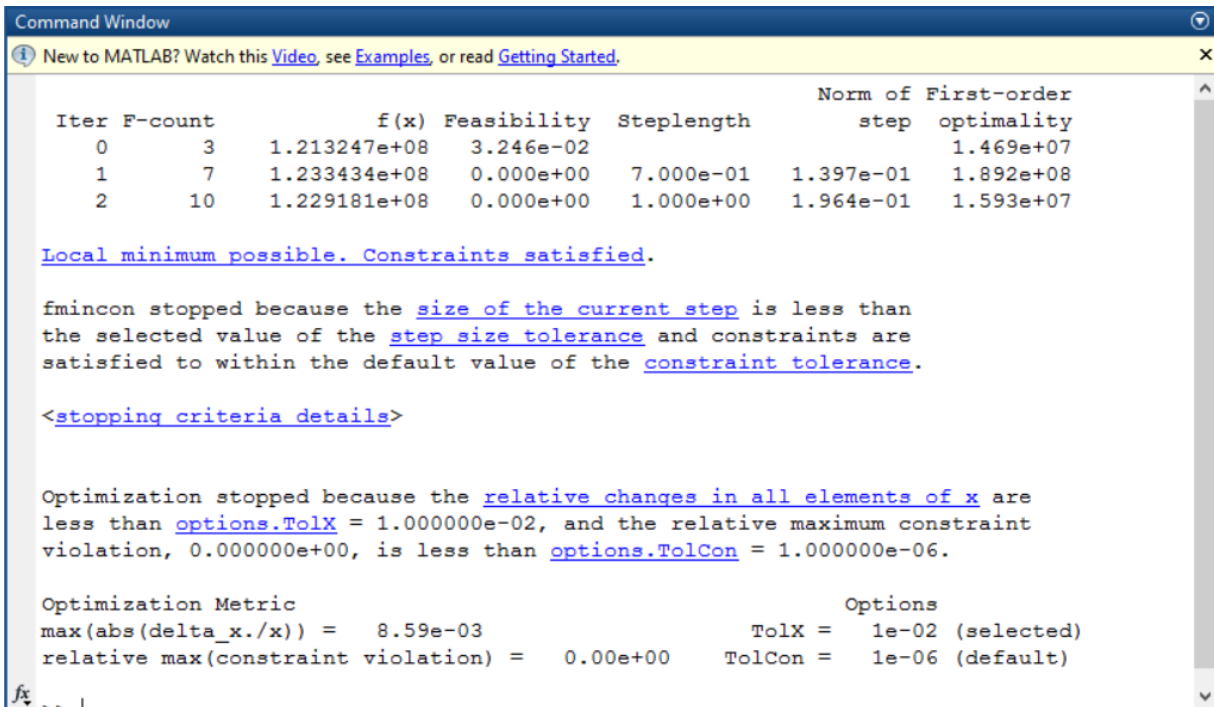 Command Window
New to MATLAB? Watch this Video, see Examples, or read Getting Started.
Norm of First-order
Iter F-count f(x) Feasibility Steplength step optimality
0 3 1.213247e+08 3.246e-02 1.469e+07
1 7 1.233434e+08 0.000e+00 7.000e-01 1.397e-01 1.892e+08
2 10 1.229181e+08 0.000e+00 1.000e+00 1.964e-01 1.593e+07
Local minimum possible. Constraints satisfied.
fmincon stopped because the size of the current step is less than
the selected value of the step size tolerance and constraints are
satisfied to within the default value of the constraint tolerance.
<stopping criteria details>
Optimization stopped because the relative changes in all elements of x are
less than options.TolX = 1.000000e-02, and the relative maximum constraint
violation, 0.000000e+00, is less than options.TolCon = 1.000000e-06.
Optimization Metric Options
max(abs(delta_x./x)) = 8.59e-03 TolX = 1e-02 (selected)
relative max(constraint violation) = 0.00e+00 TolCon = 1e-06 (default)
fx